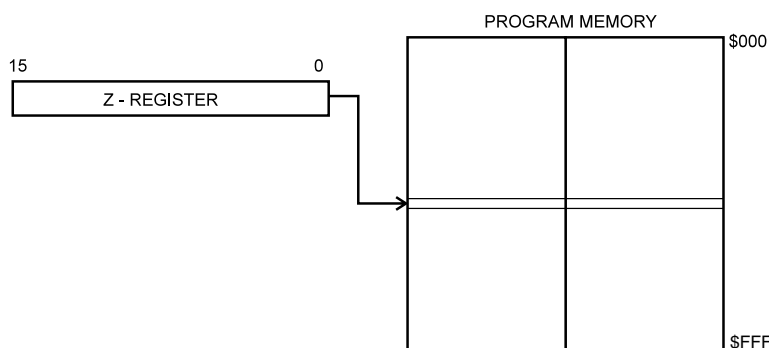 PROGRAM MEMORY
$000
15 0
Z - REGISTER
$FFF